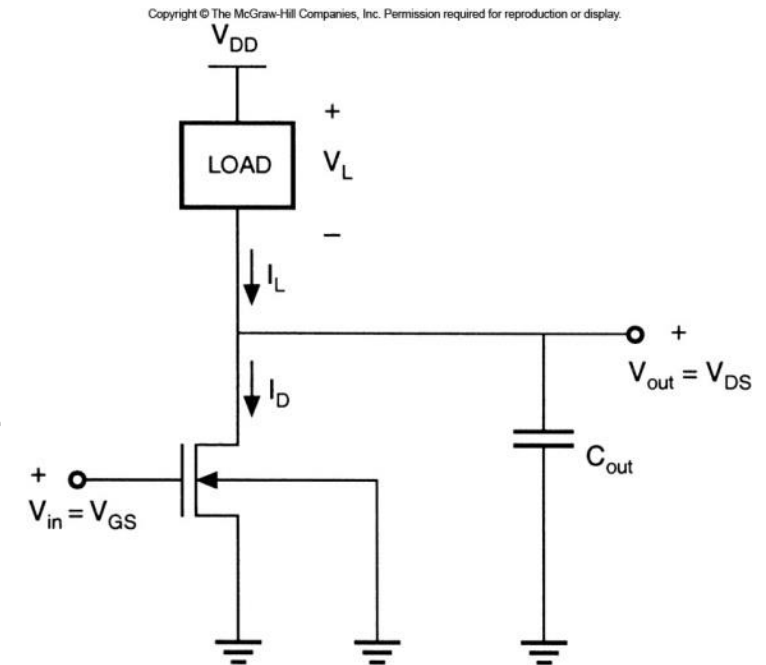 Copyright © The McGraw-Hill Companies, Inc. Permission required for reproduction or display.
VDD
+
LOAD
VL
–
IL
+
Vout = VDS
ID
Cout
+
Vin = VGS